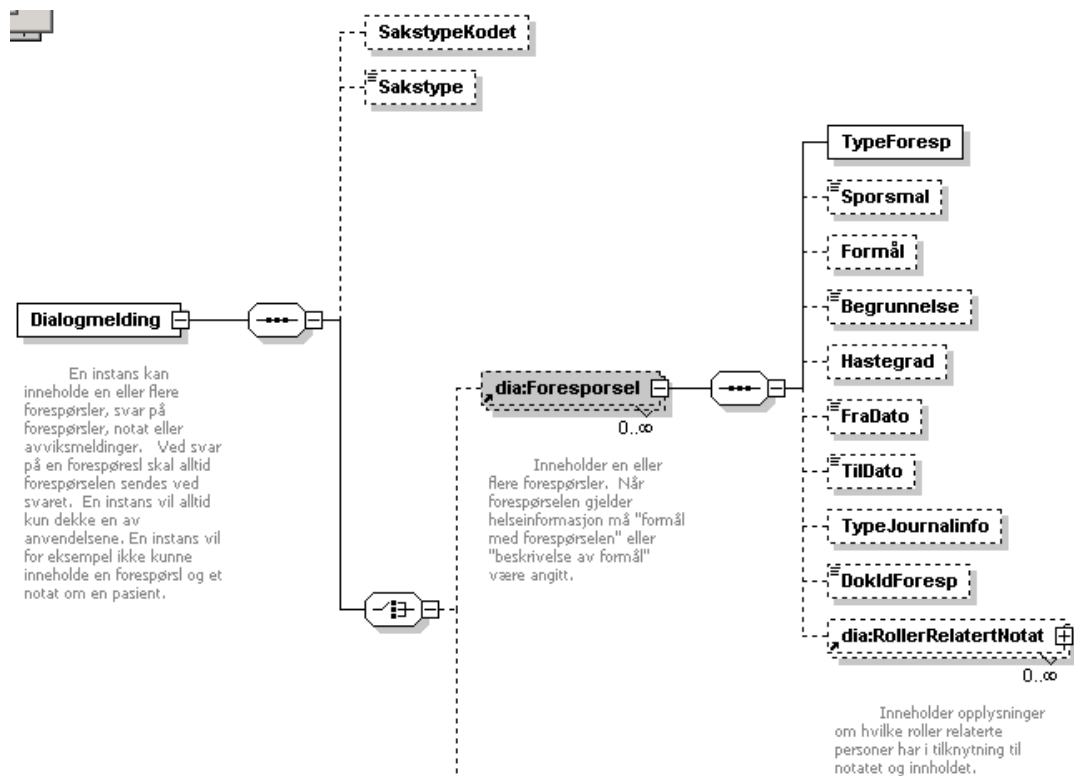 SakstypeKodet
Sakstype
TypeForesp
Sporsmal
Formål
Begrunnelse
Hastegrad
FraDato
TilDato
TypeJournalinfo
DokIdForesp
dia:RollerRelatertNotat
0..∞
Inneholder opplysninger
om hvilke roller relaterte
personer har i tilknytning til
notatet og innholdet.
Dialogmelding
En instans kan
inneholde en eller flere
forespørsler, svar på
forespørsler, notat eller
avviksmeldinger. Ved svar
på en forespøresl skal alltid
forespørselen sendes ved
svaret. En instans vil alltid
kun dekke en av
anvendelsene. En instans vil
for eksempel ikke kunne
inneholde en forespørsl og et
notat om en pasient.
dia:Foresporsel
0..∞
Inneholder en eller
flere forespørsler. Når
forespørselen gjelder
helseinformasjon må "formål
med forespørselen" eller
"beskrivelse av formål"
være angitt.